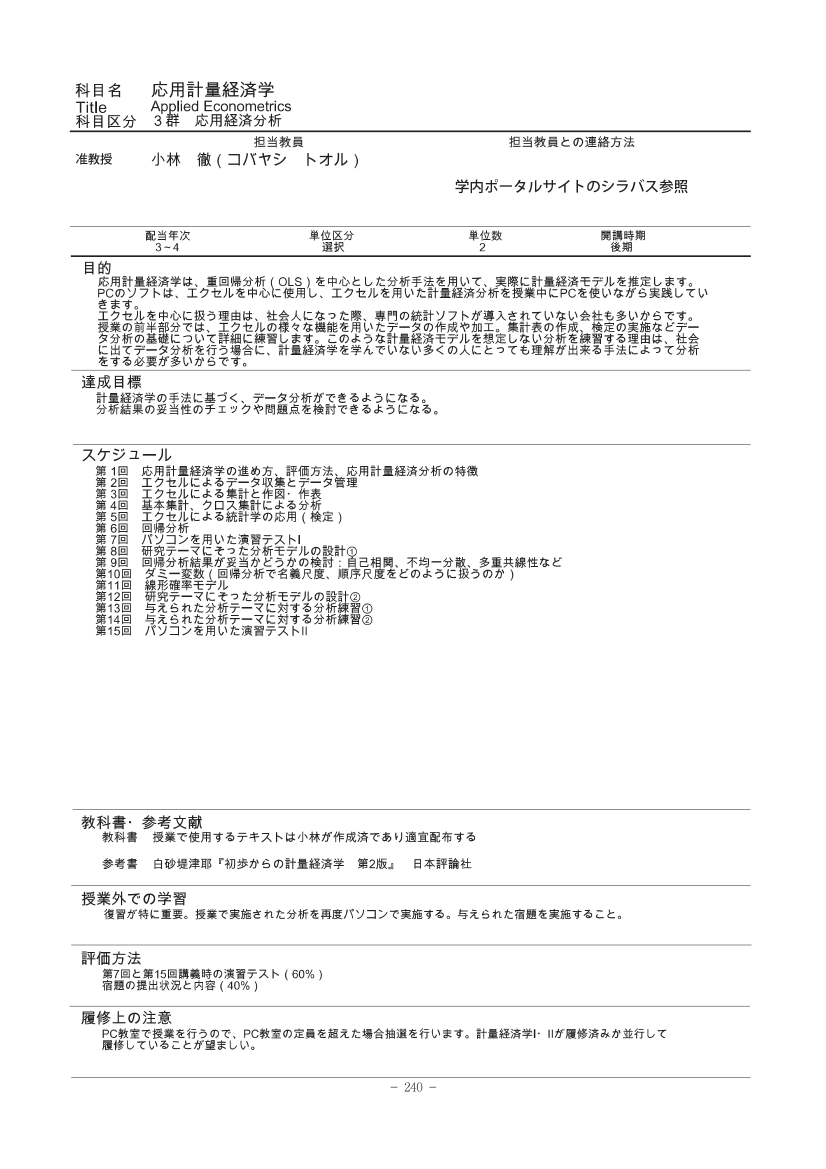 科目名　応用計量経済学
Title　Applied Econometrics
科目区分　３群　応用経済分析
担当教員　担当教員との連絡方法
准教授　小林　徹（コバヤシ　トオル）
学内ポータルサイトのシラバス参照
配当年次　単位区分　単位数　開講時期
3～4　選択　2　後期
目的
応用計量経済学は、重回帰分析（OLS）を中心とした分析手法を用いて、実際に計量経済モデルを推定します。
PCのソフトは、エクセルを中心に使用し、エクセルを用いた計量経済分析を授業中にPCを使いながら実践してい
きます。
エクセルを中心に扱う理由は、社会人になった際、専門の統計ソフトが導入されていない会社も多いからです。
授業の前半部分では、エクセルの様々な機能を用いたデータの作成や加工。集計表の作成、検定の実施などデー
タ分析の基礎について詳細に練習します。このような計量経済モデルを想定しない分析を練習する理由は、社会
に出てデータ分析を行う場合に、計量経済学を学んでいない多くの人にとっても理解が出来る手法によって分析
をする必要が多いからです。
達成目標
計量経済学の手法に基づく、データ分析ができるようになる。
分析結果の妥当性のチェックや問題点を検討できるようになる。
スケジュール
第 1回　応用計量経済学の進め方、評価方法、応用計量経済分析の特徴
第 2回　エクセルによるデータ収集とデータ管理
第 3回　エクセルによる集計と作図・作表
第 4回　基本集計、クロス集計による分析
第 5回　エクセルによる統計学の応用（検定）
第 6回　回帰分析
第 7回　パソコンを用いた演習テストI
第 8回　研究テーマにそった分析モデルの設計①
第 9回　回帰分析結果が妥当かどうかの検討：自己相関、不均一分散、多重共線性など
第10回　ダミー変数（回帰分析で名義尺度、順序尺度をどのように扱うのか）
第11回　線形確率モデル
第12回　研究テーマにそった分析モデルの設計②
第13回　与えられた分析テーマに対する分析練習①
第14回　与えられた分析テーマに対する分析練習②
第15回　パソコンを用いた演習テストII
教科書・参考文献
教科書　授業で使用するテキストは小林が作成済であり適宜配布する
参考書　白砂堤津耶『初歩からの計量経済学　第2版』　日本評論社
授業外での学習
復習が特に重要。授業で実施された分析を再度パソコンで実施する。与えられた宿題を実施すること。
評価方法
第7回と第15回講義時の演習テスト（60%）
宿題の提出状況と内容（40%）
履修上の注意
PC教室で授業を行うので、PC教室の定員を超えた場合抽選を行います。計量経済学I・IIが履修済みか並行して
履修していることが望ましい。
－ 240 －